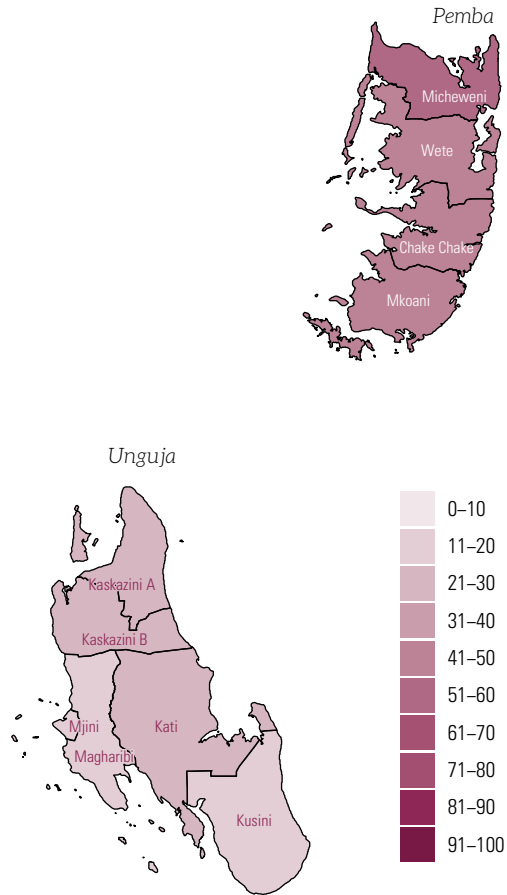 Pemba
Micheweni
Wete
Chake Chake
Mkoani
Unguja
Kaskazini A
Kaskazini B
Mjini
Kati
Magharibi
Kusini
0–10
11–20
21–30
31–40
41–50
51–60
61–70
71–80
81–90
91–100